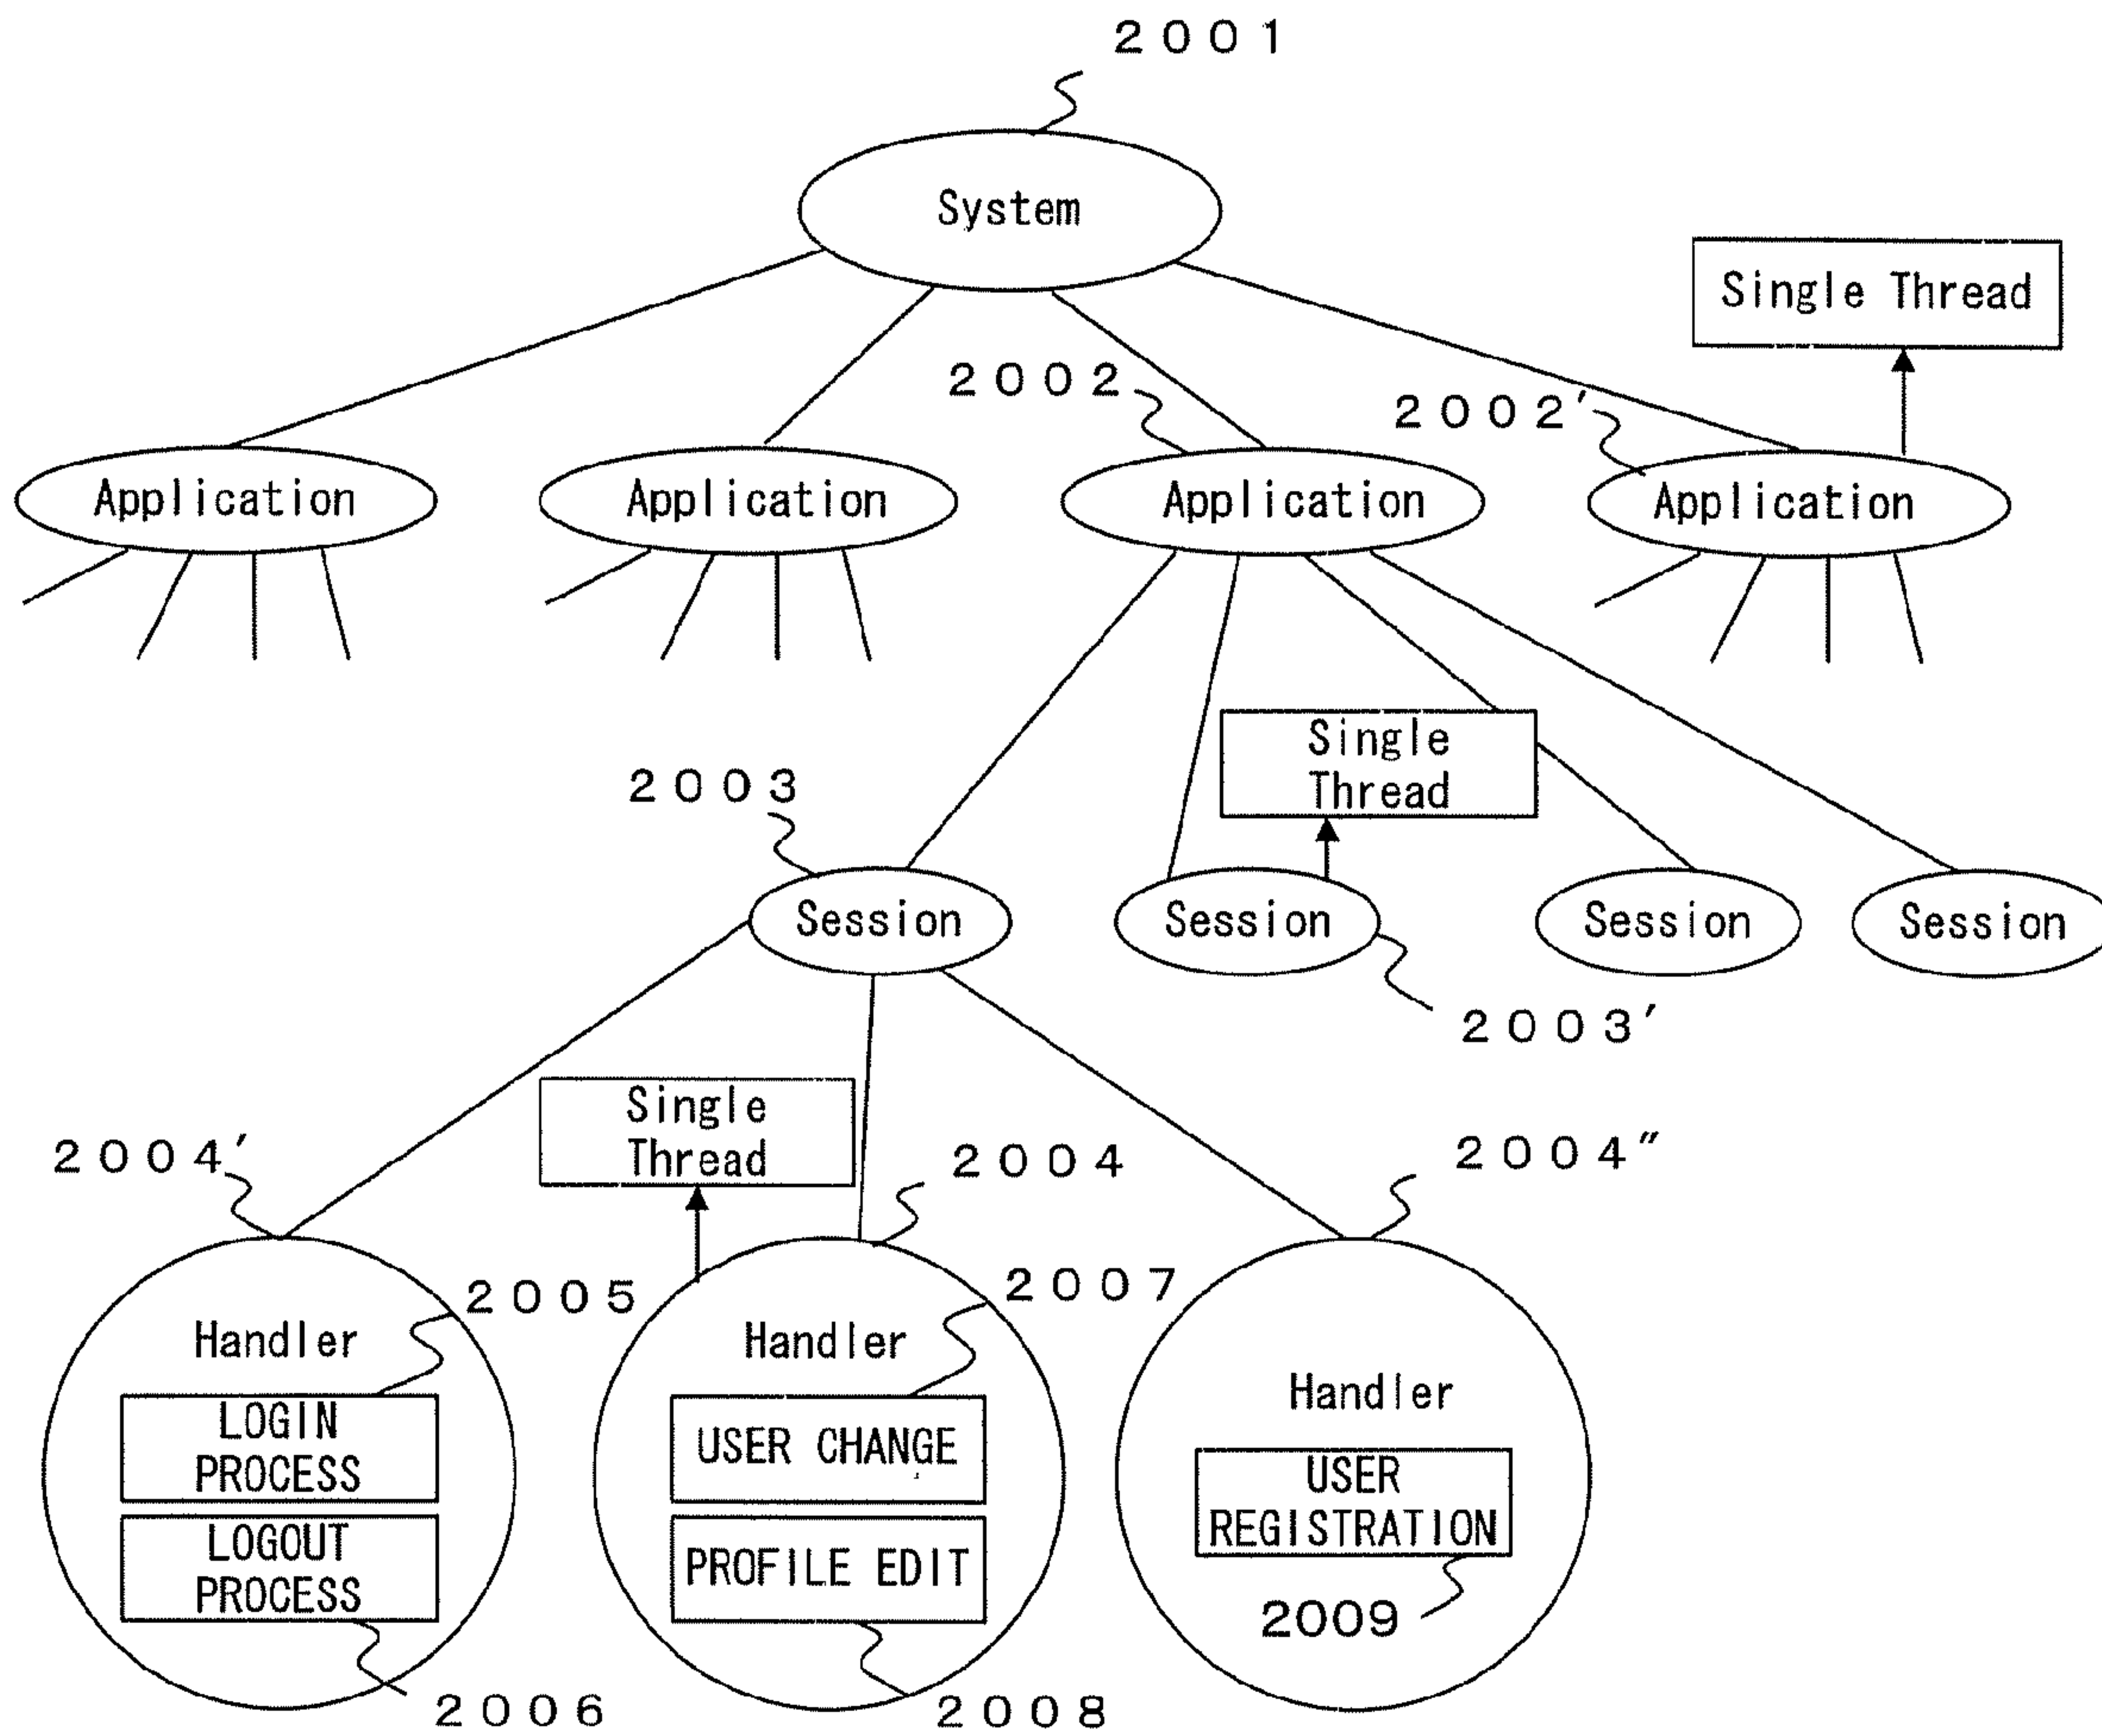 2001
System
Single Thread
2002
2002′
Application
Application
Application
Application
Single
Thread
2003
Session
Session
Session
Session
2003′
Single
Thread
2004′
2004
2004″
2005
2007
Handler
Handler
Handler
LOGIN
PROCESS
USER CHANGE
USER
REGISTRATION
LOGOUT
PROCESS
PROFILE EDIT
2009
2006
2008